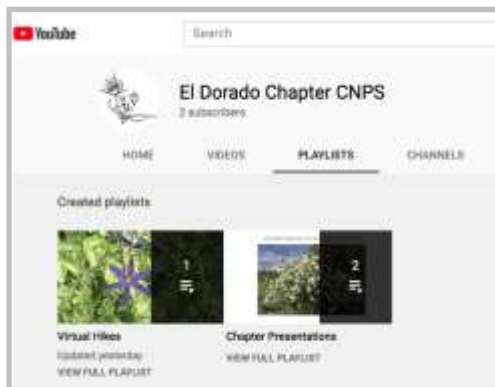 YouTube
Search
El Dorado Chapter CNPS
2 subscribers
HOME VIDEOS PLAYLISTS CHANNELS
Created playlists
1 2
Virtual Hikes Chapter Presentations
Updated yesterday VIEW FULL PLAYLIST
VIEW FULL PLAYLIST